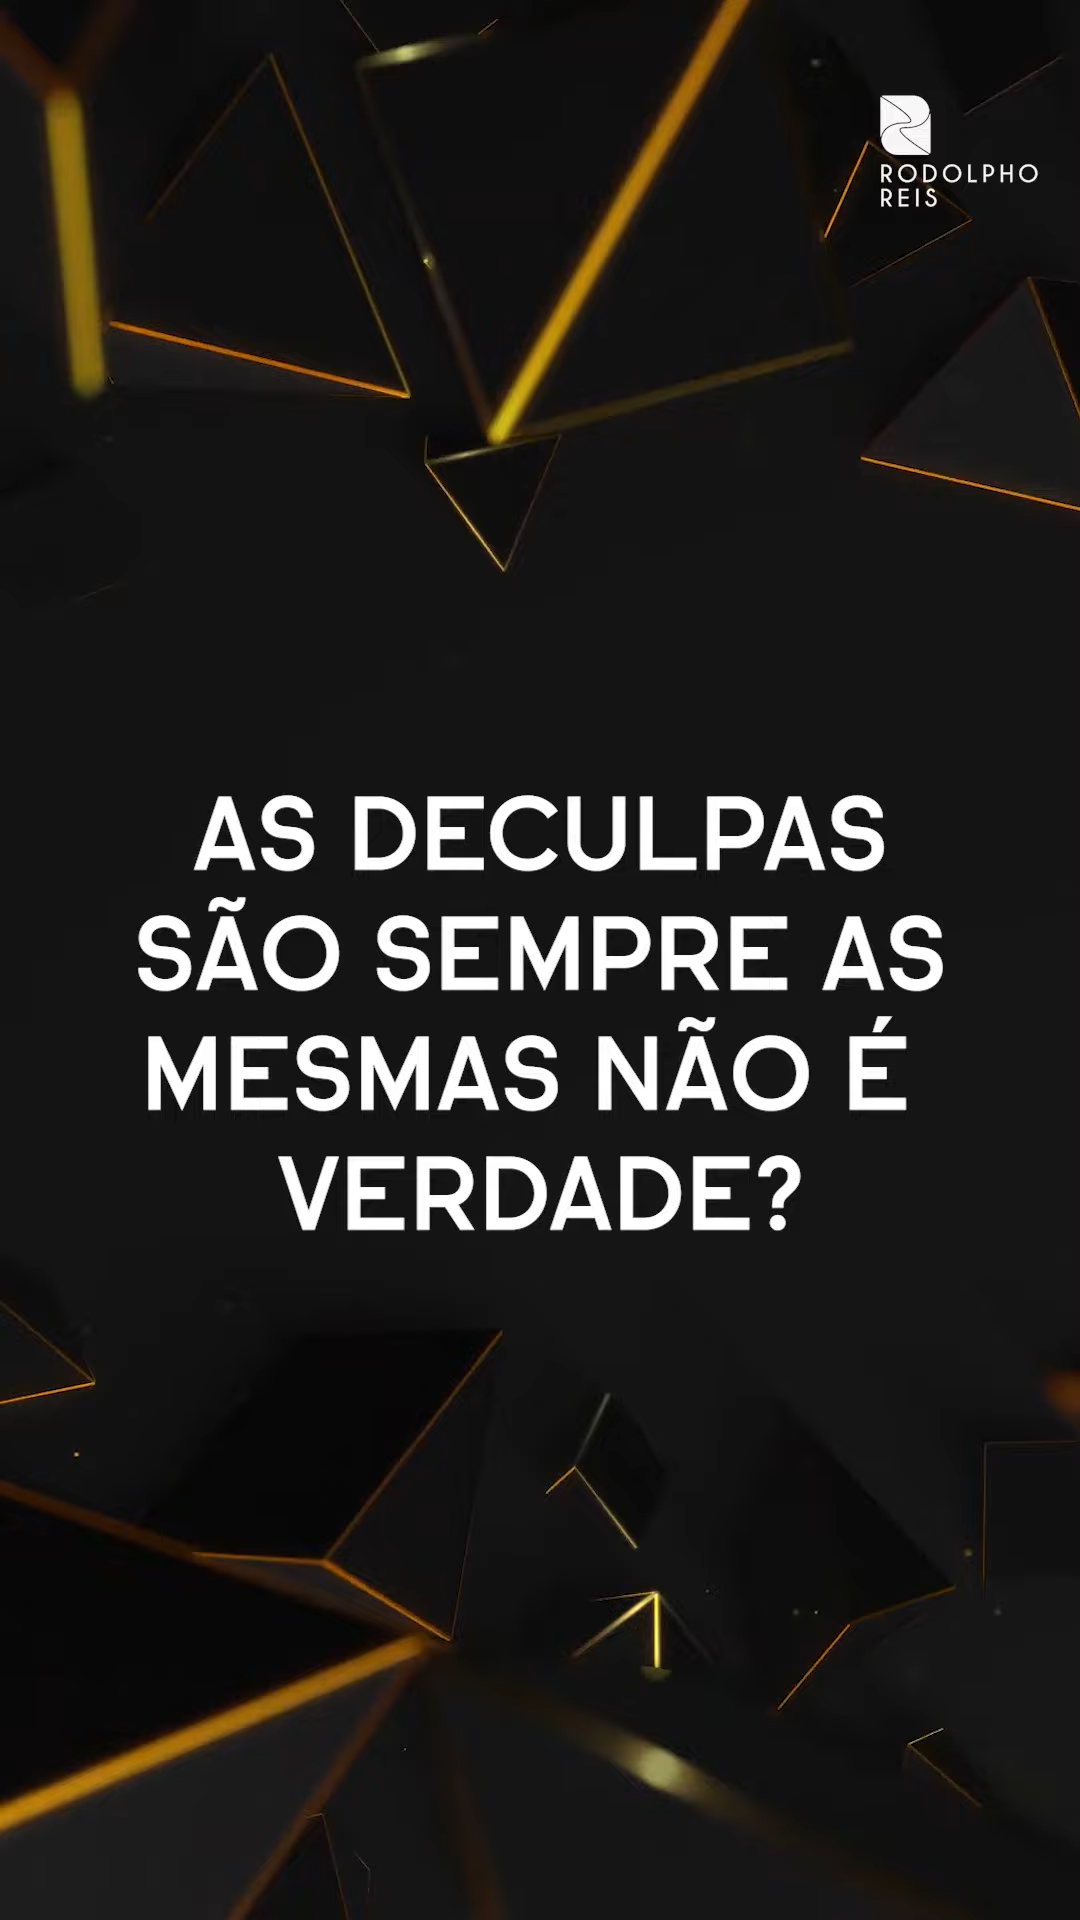 RODOLPHO
REIS
AS DECULPAS
SÃO SEMPRE AS
MESMAS NÃO É
VERDADE?